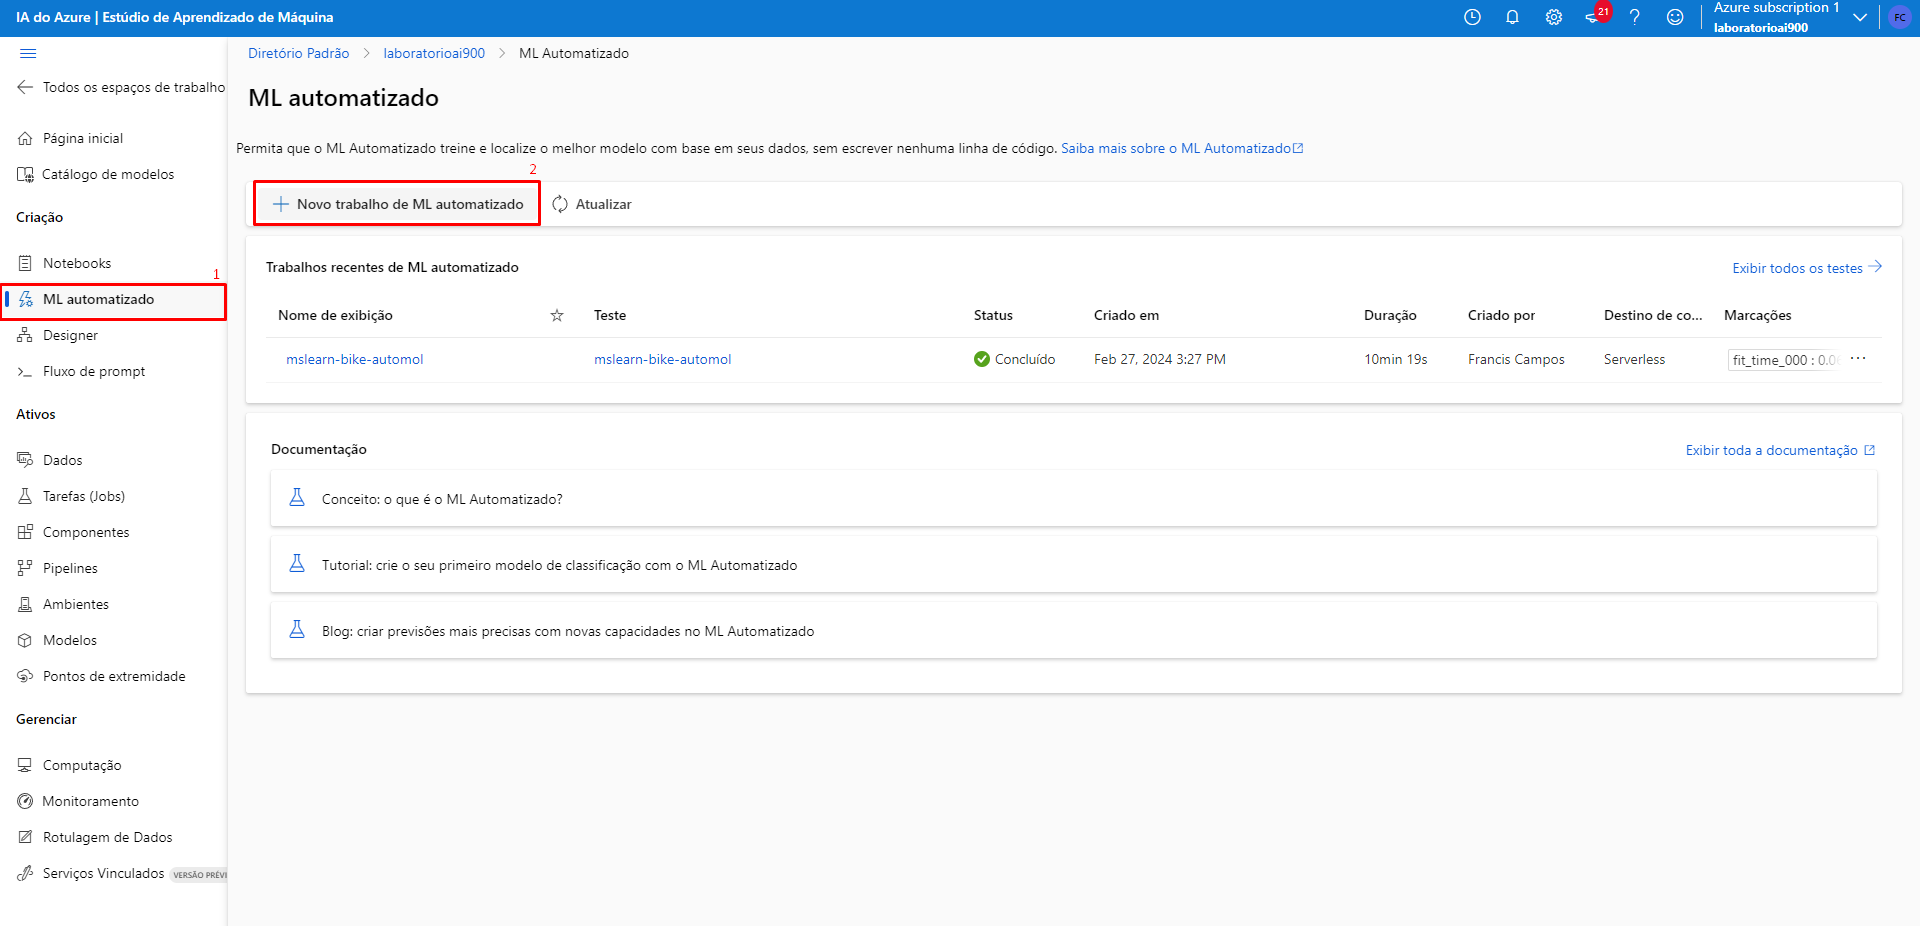 IA do Azure | Estúdio de Aprendizado de Máquina
21
Azure subscription 1
laboratorioai900
FC
Todos os espaços de trabalho
Página inicial
Catálogo de modelos
Criação
Notebooks
1
ML automatizado
Designer
Fluxo de prompt
Ativos
Dados
Tarefas (Jobs)
Componentes
Pipelines
Ambientes
Modelos
Pontos de extremidade
Gerenciar
Computação
Monitoramento
Rotulagem de Dados
Serviços Vinculados VERSÃO PRÉVI
Diretório Padrão > laboratorioai900 > ML Automatizado
ML automatizado
Permita que o ML Automatizado treine e localize o melhor modelo com base em seus dados, sem escrever nenhuma linha de código. Saiba mais sobre o ML Automatizado
2
Novo trabalho de ML automatizado Atualizar
Trabalhos recentes de ML automatizado Exibir todos os testes
Nome de exibição Teste Status Criado em Duração Criado por Destino de co... Marcações
mslearn-bike-automol mslearn-bike-automol Concluído Feb 27, 2024 3:27 PM 10min 19s Francis Campos Serverless fit_time_000 : 0.0 ...
Documentação Exibir toda a documentação
Conceito: o que é o ML Automatizado?
Tutorial: crie o seu primeiro modelo de classificação com o ML Automatizado
Blog: criar previsões mais precisas com novas capacidades no ML Automatizado